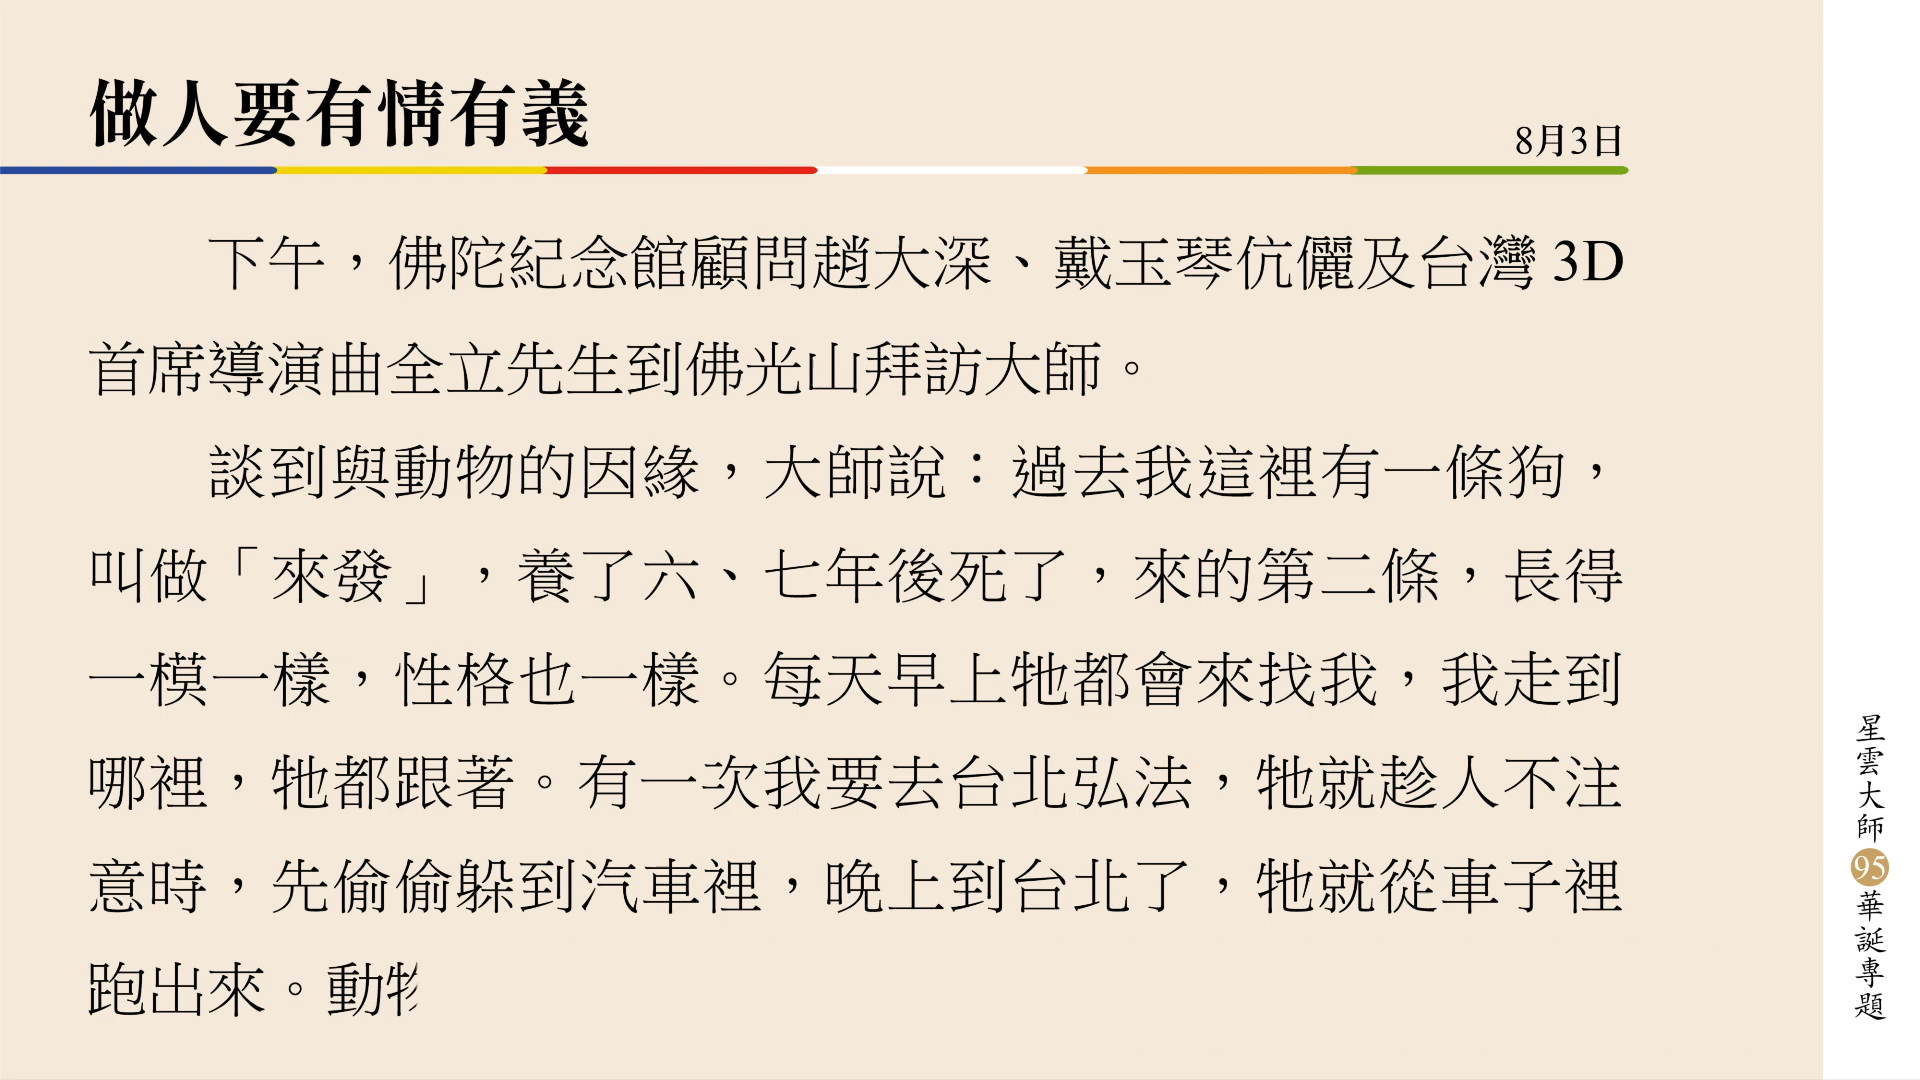 做人要有情有義
8月3日
下午，佛陀紀念館顧問趙大深、戴玉琴伉儷及台灣 3D
首席導演曲全立先生到佛光山拜訪大師。
談到與動物的因緣，大師說：過去我這裡有一條狗，
叫做「來發」，養了六、七年後死了，來的第二條，長得
一模一樣，性格也一樣。每天早上牠都會來找我，我走到
哪裡，牠都跟著。有一次我要去台北弘法，牠就趁人不注
意時，先偷偷躲到汽車裡，晚上到台北了，牠就從車子裡
跑出來。動物
星雲大師95華誕專題